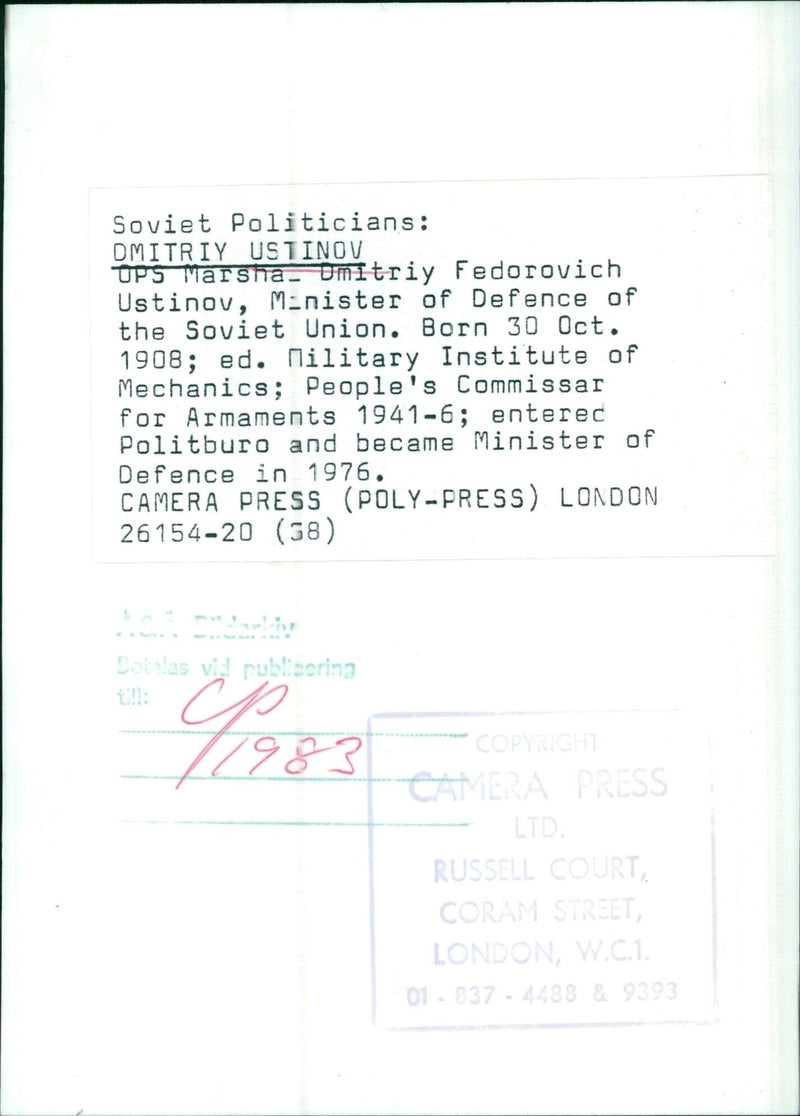 Soviet Politicians:
DMITRIY USTINOV
OPS Marshal Dmitriy Fedorovich
Ustinov, Minister of Defence of
the Soviet Union. Born 30 Oct.
1908; ed. Military Institute of
Mechanics; People's Commissar
for Armaments 1941-6; entered
Politburo and became Minister of
Defence in 1976.
CAMERA PRESS (POLY-PRESS) LONDON
26154-20 (38)
A&Å Bildarkiv
Betalas vid publicering
till:
CP
1983
COPYRIGHT
CAMERA PRESS
LTD.
RUSSELL COURT,
CORAM STREET,
LONDON, W.C.1.
01 - 837 - 4488 & 9393